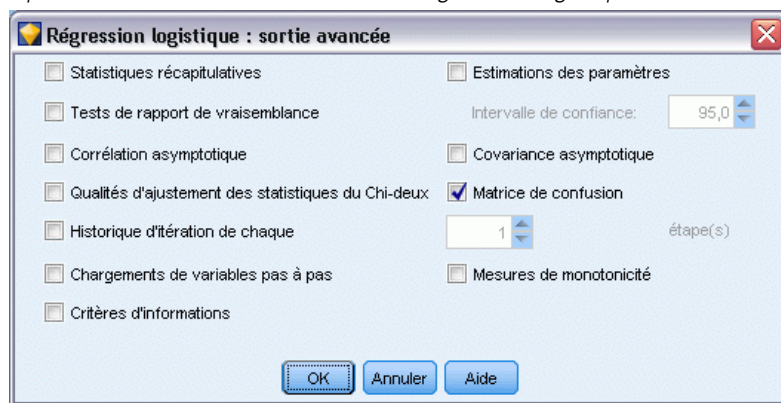 Régression logistique : sortie avancée
Statistiques récapitulatives
Estimations des paramètres
Tests de rapport de vraisemblance
Intervalle de confiance: 95,0
Corrélation asymptotique
Covariance asymptotique
Qualités d'ajustement des statistiques du Chi-deux
Matrice de confusion
Historique d'itération de chaque
1 étape(s)
Chargements de variables pas à pas
Mesures de monotonicité
Critères d'informations
OK Annuler Aide